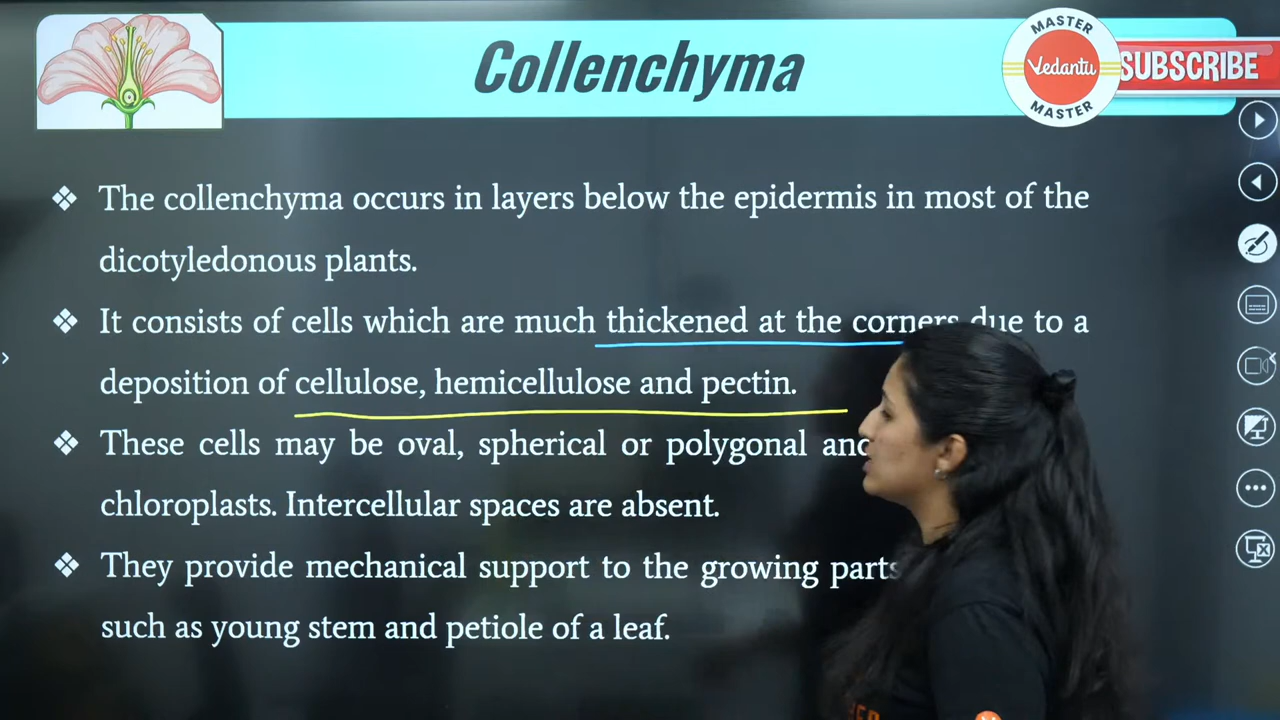 Collenchyma
MASTER
Vedantu
MASTER
SUBSCRIBE
❖ The collenchyma occurs in layers below the epidermis in most of the
dicotyledonous plants.
❖ It consists of cells which are much thickened at the corners due to a
deposition of cellulose, hemicellulose and pectin.
❖ These cells may be oval, spherical or polygonal and
chloroplasts. Intercellular spaces are absent.
❖ They provide mechanical support to the growing parts
such as young stem and petiole of a leaf.